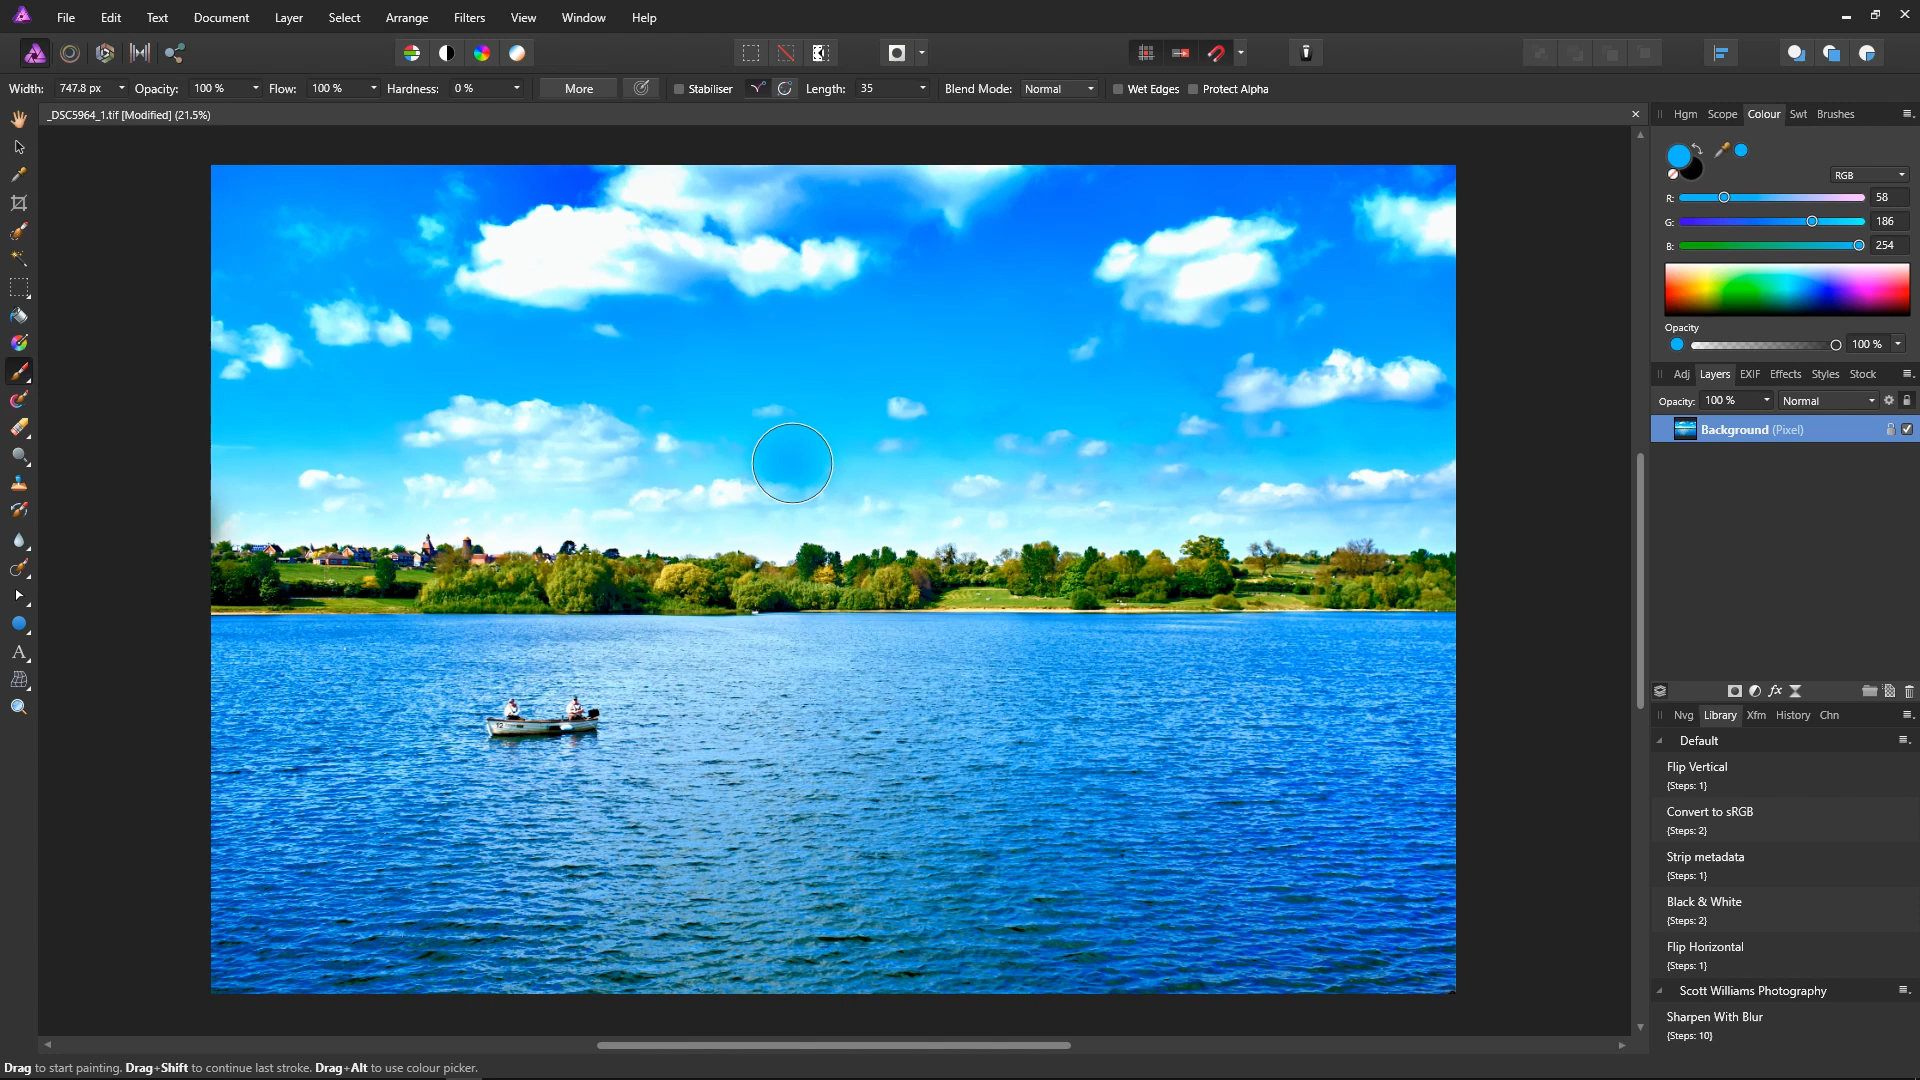 File Edit Text Document Layer Select Arrange Filters View Window Help
Width: 747.8 px Opacity: 100 % Flow: 100 % Hardness: 0 % More Stabiliser Length: 35 Blend Mode: Normal Wet Edges Protect Alpha
_DSC5964_1.tif [Modified] (21.5%)
Hgm Scope Colour Swt Brushes
RGB
R: 58
G: 186
B: 254
Opacity
100 %
Adj Layers EXIF Effects Styles Stock
Opacity: 100 % Normal
Background (Pixel)
fx
Nvg Library Xfm History Chn
Default
Flip Vertical
{Steps: 1}
Convert to sRGB
{Steps: 2}
Strip metadata
{Steps: 1}
Black & White
{Steps: 2}
Flip Horizontal
{Steps: 1}
Scott Williams Photography
Sharpen With Blur
{Steps: 10}
A
12
Drag to start painting. Drag+Shift to continue last stroke. Drag+Alt to use colour picker.